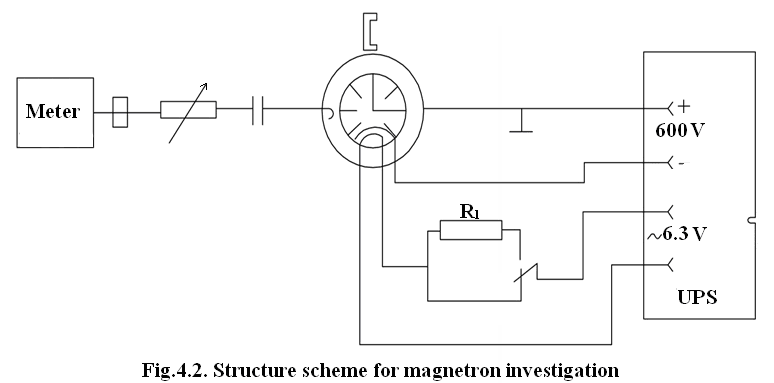 Meter
+
600 V
-
R1
~6.3 V
UPS
Fig.4.2. Structure scheme for magnetron investigation